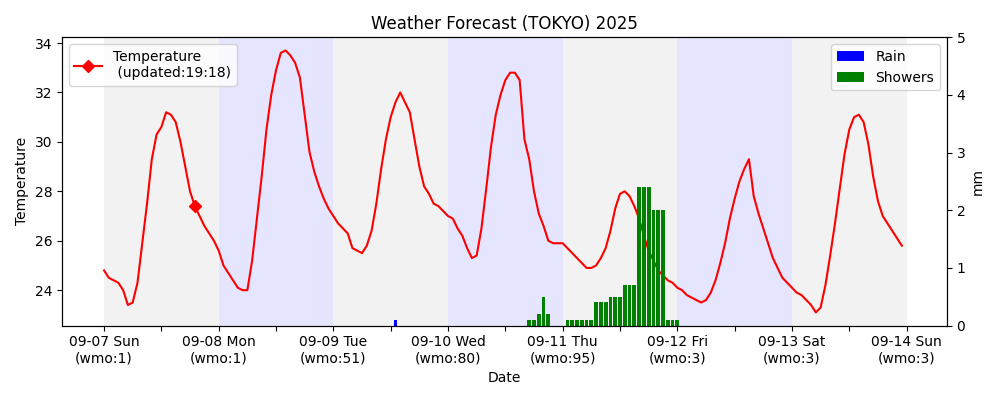 Weather Forecast (TOKYO) 2025
Temperature
(updated:19:18)
Rain
Showers
34
32
30
28
26
24
Temperature
5
4
3
2
1
0
mm
09-07 Sun
(wmo:1)
09-08 Mon
(wmo:1)
09-09 Tue
(wmo:51)
09-10 Wed
(wmo:80)
09-11 Thu
(wmo:95)
09-12 Fri
(wmo:3)
09-13 Sat
(wmo:3)
09-14 Sun
(wmo:3)
Date